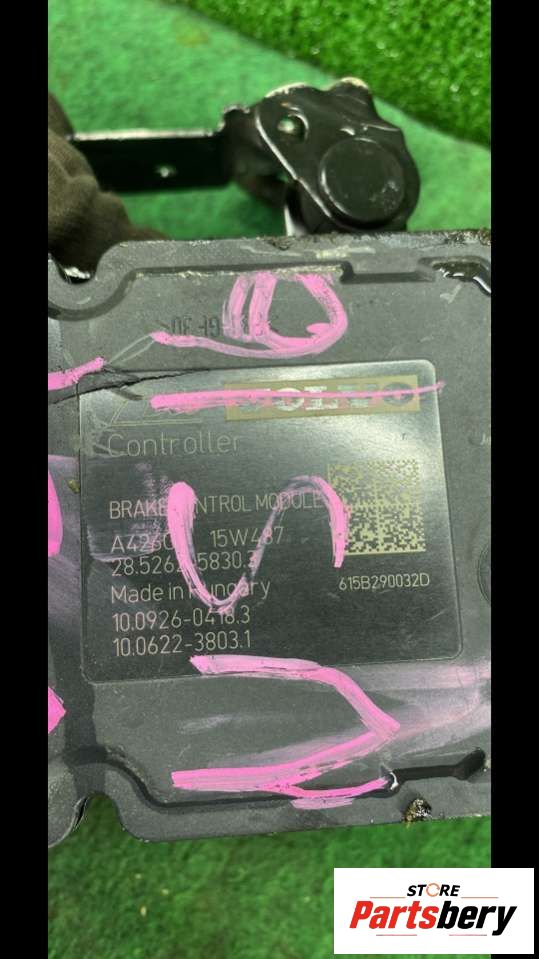 VOLVO
Controller
BRAKE CONTROL MODULE
15W487
Made in Hungary
615B290032D
10.0926-0418.3
10.0622-3803.1
STORE
Partsbery